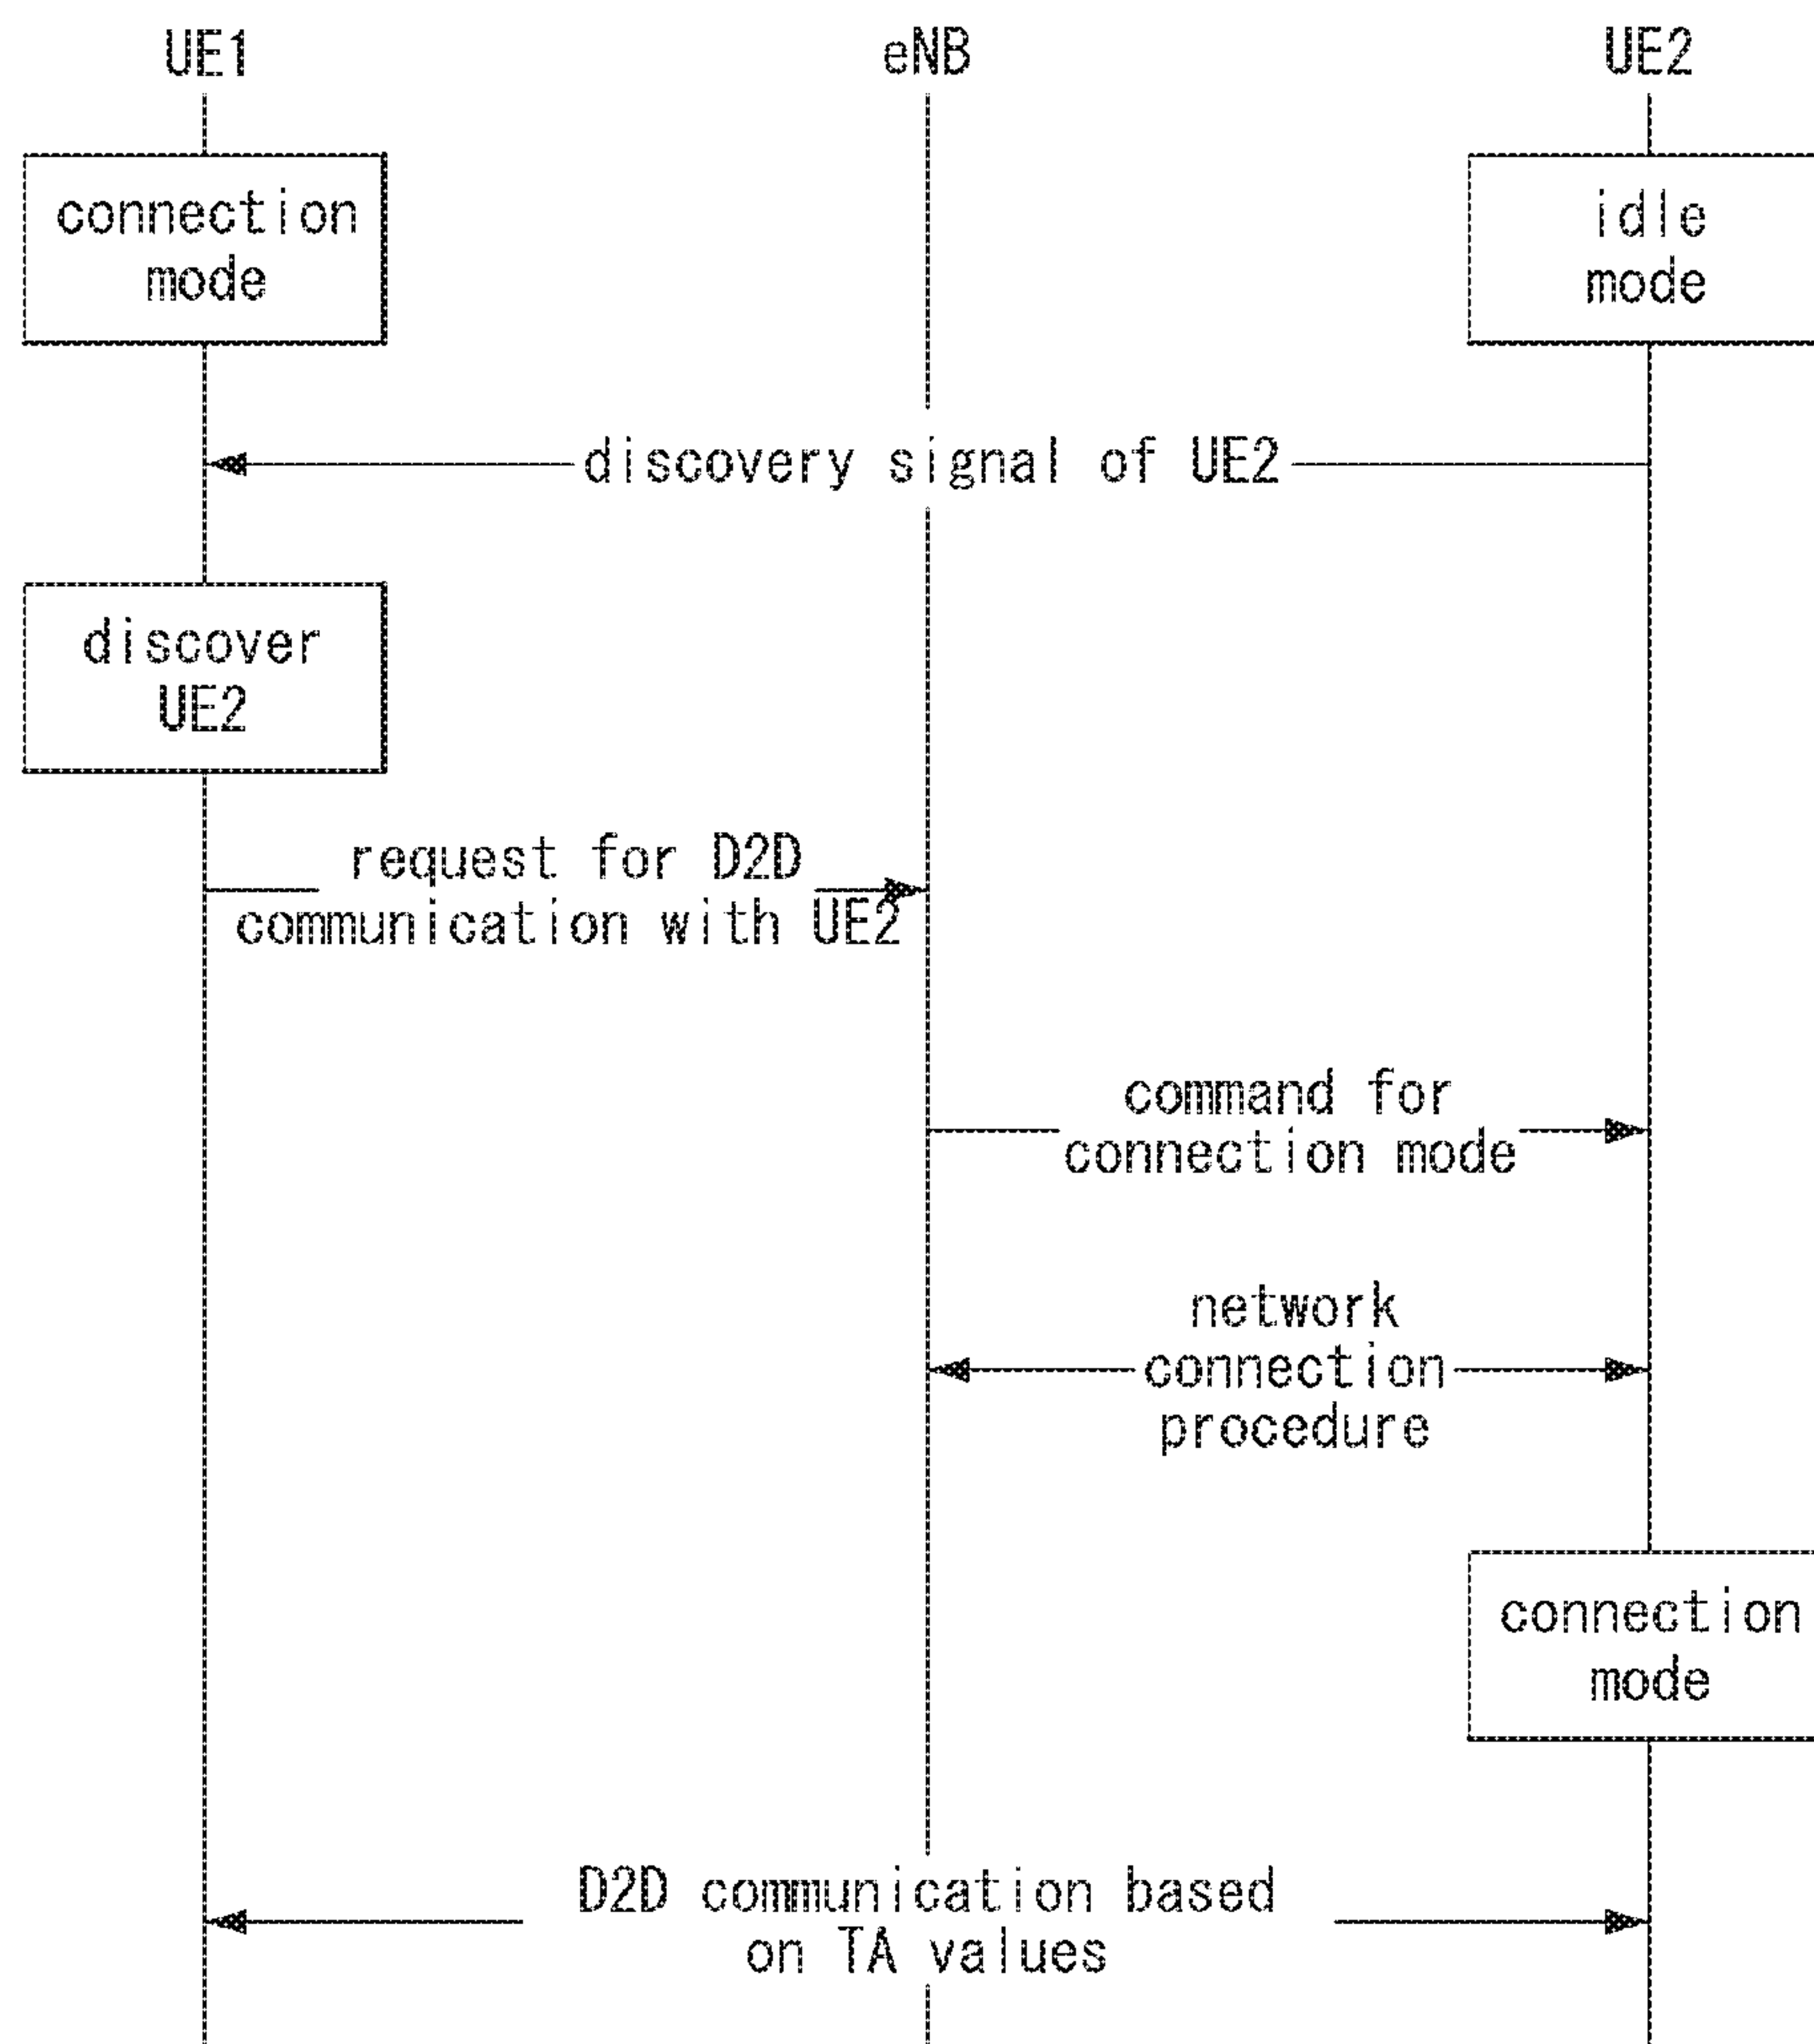 UE1
eNB
UE2
connection
mode
idle
mode
discovery signal of UE2
discover
UE2
request for D2D
communication with UE2
command for
connection mode
network
connection
procedure
connection
mode
D2D communication based
on TA values